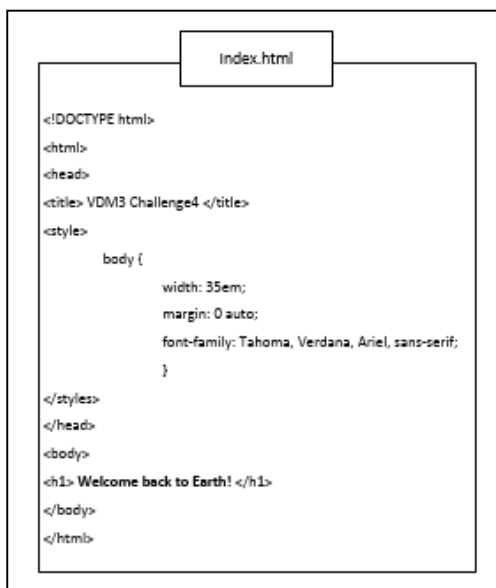 Index.html
<!DOCTYPE html>
<html>
<head>
<title> VDM3 Challenge4 </title>
<style>
body {
width: 35em;
margin: 0 auto;
font-family: Tahoma, Verdana, Ariel, sans-serif;
}
</styles>
</head>
<body>
<h1> Welcome back to Earth! </h1>
</body>
</html>